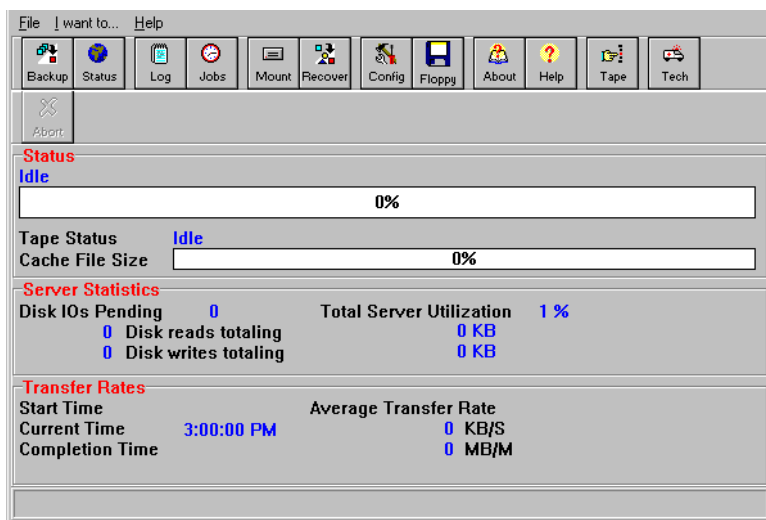 File I want to... Help
Backup Status Log Jobs Mount Recover Config Floppy About Help Tape Tech
Abort
Status
Idle
0%
Tape Status Idle
Cache File Size 0%
Server Statistics
Disk IOs Pending 0 Total Server Utilization 1 %
0 Disk reads totaling 0 KB
0 Disk writes totaling 0 KB
Transfer Rates
Start Time Average Transfer Rate
Current Time 3:00:00 PM 0 KB/S
Completion Time 0 MB/M